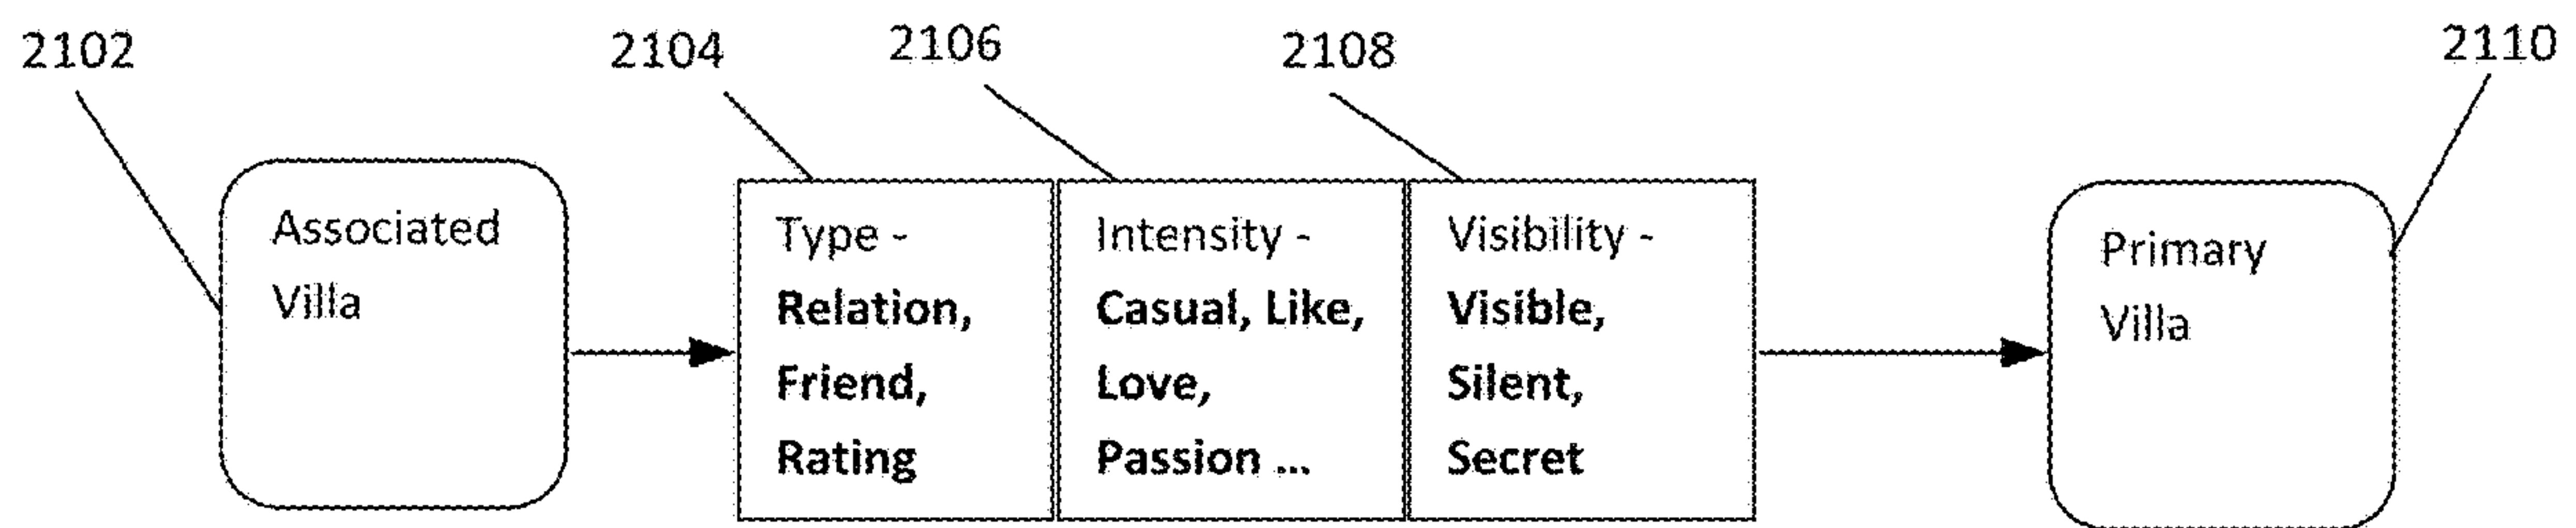 2102
2104
2106
2108
2110
Associated
Villa
Type -
Relation,
Friend,
Rating
Intensity -
Casual, Like,
Love,
Passion ...
Visibility -
Visible,
Silent,
Secret
Primary
Villa